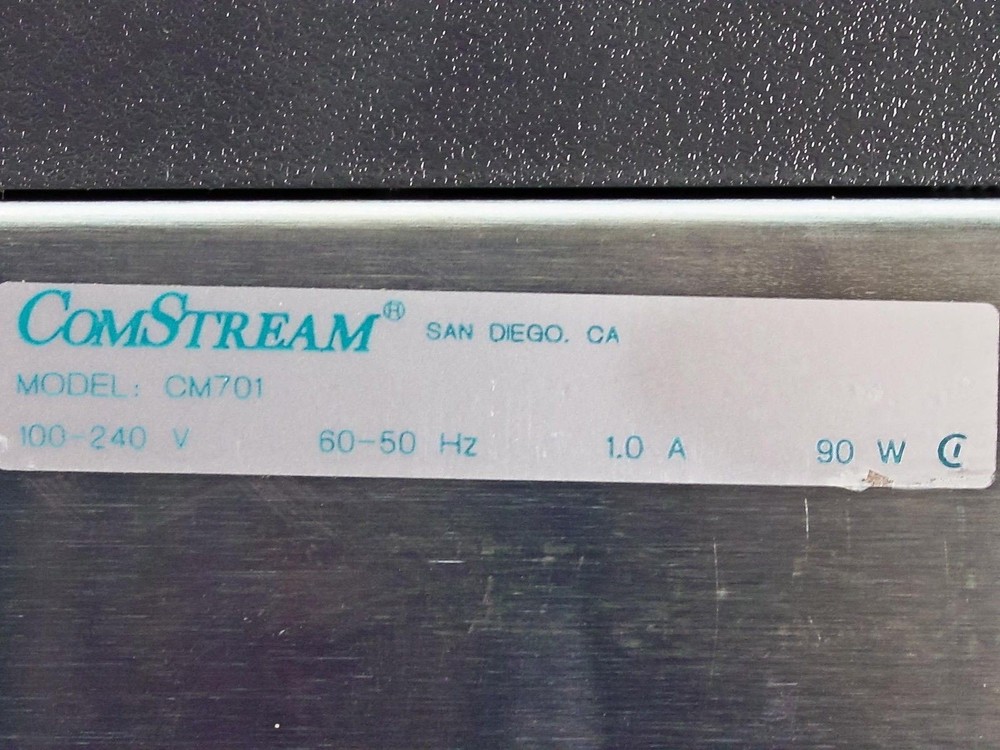 COMSTREAM® SAN DIEGO, CA
MODEL: CM701
100-240 V 60-50 Hz 1.0 A 90 W